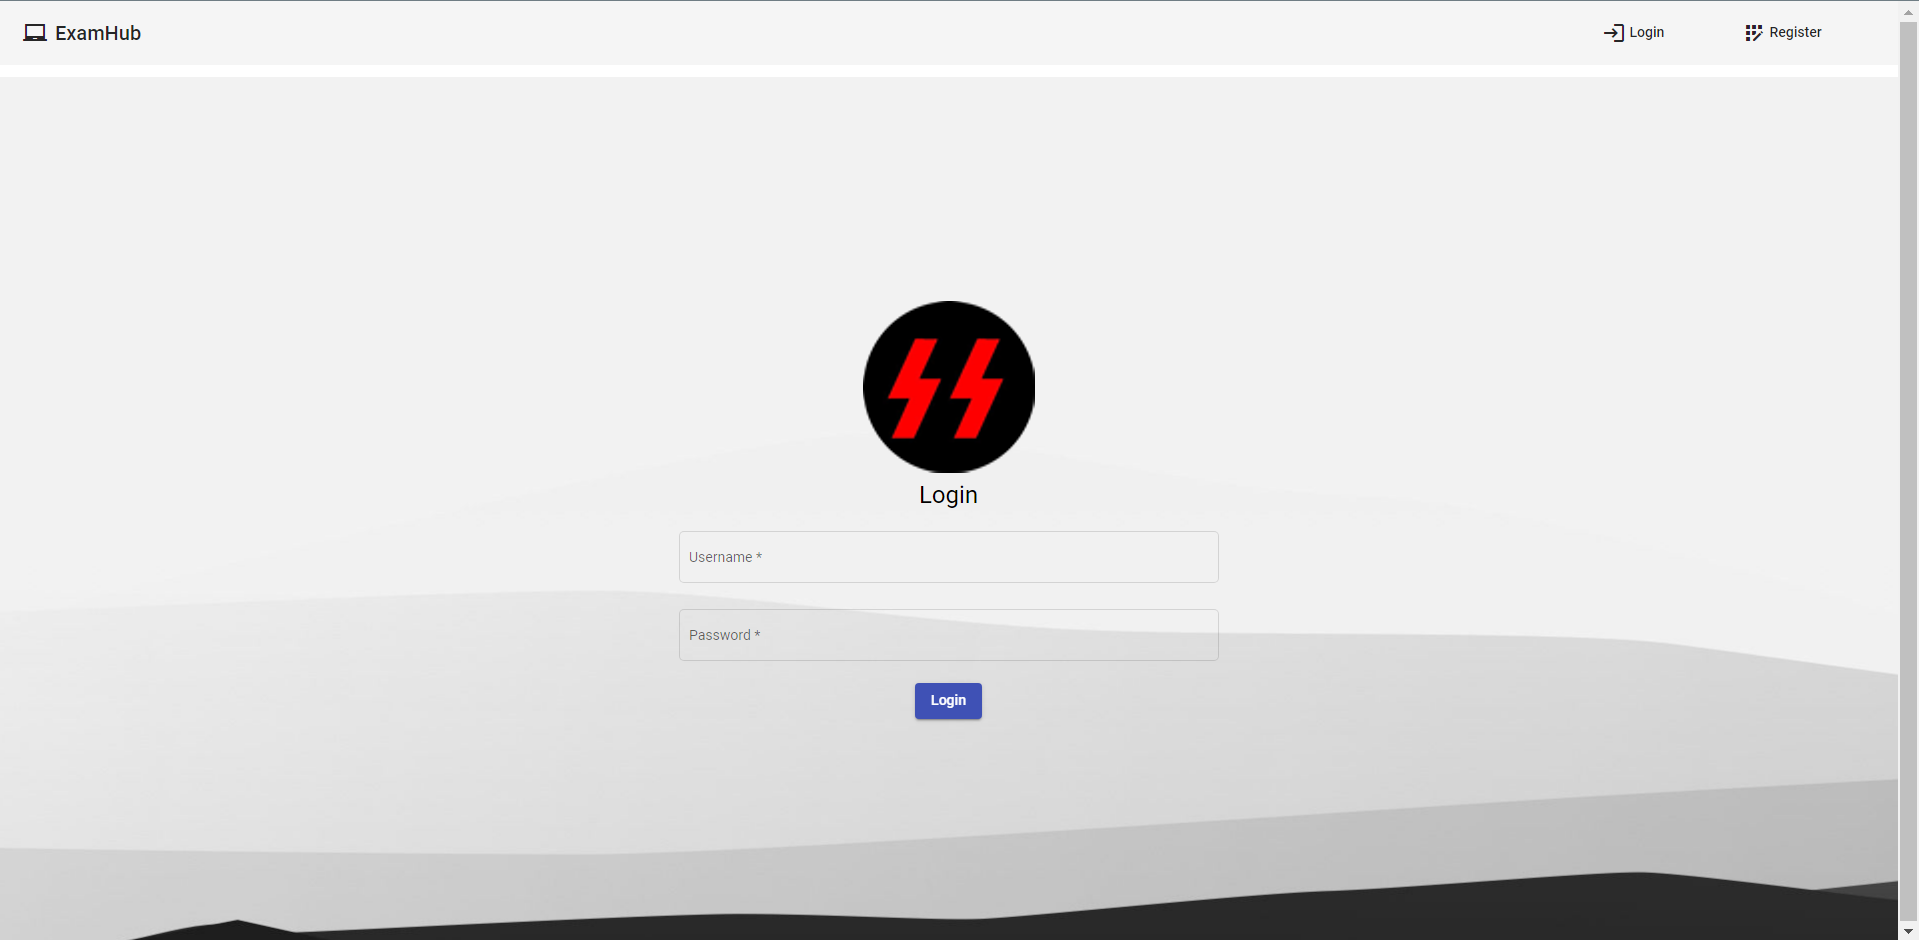 ExamHub
Login
Register
Login
Username *
Password *
Login